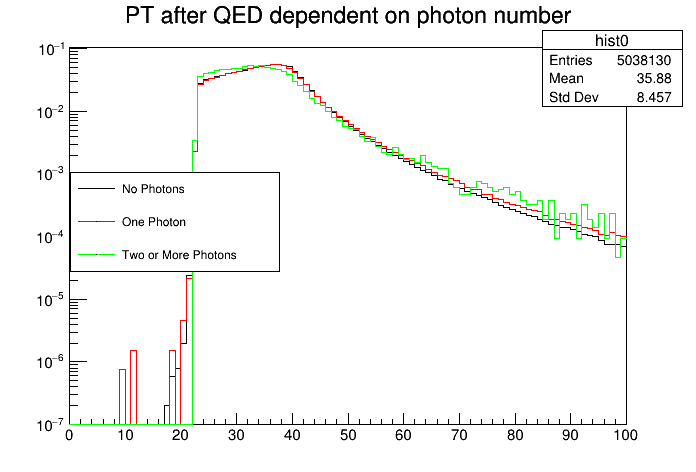 PT after QED dependent on photon number
hist0
Entries 5038130
Mean 35.88
Std Dev 8.457
10⁻¹
10⁻²
10⁻³
10⁻⁴
10⁻⁵
10⁻⁶
10⁻⁷
No Photons
One Photon
Two or More Photons
0 10 20 30 40 50 60 70 80 90 100